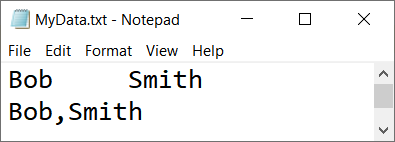 MyData.txt - Notepad
File Edit Format View Help
Bob	Smith
Bob,Smith